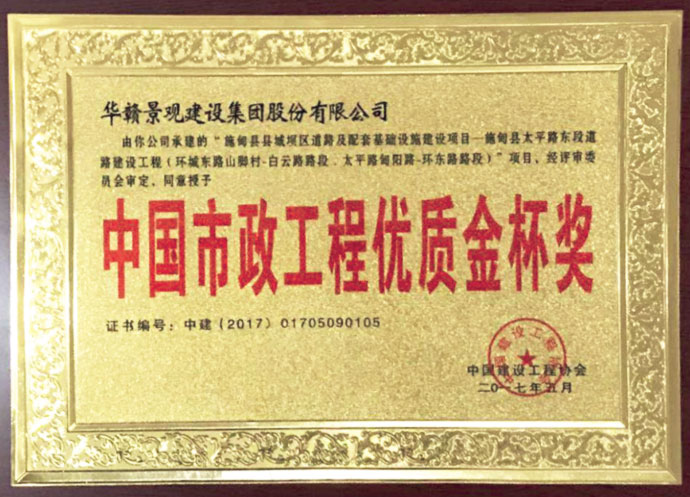 华赣景观建设集团股份有限公司
由你公司承建的“施甸县县城坝区道路及配套基础设施建设项目—施甸县太平路东段道
路建设工程（环城东路山脚村-白云路路段．太平路甸阳路-环东路路段）”项目、经评审委
员会审定、同意授予
中国市政工程优质金杯奖
证书编号：中建（2017）01705090105
中国建设工程协会
二〇一七年五月